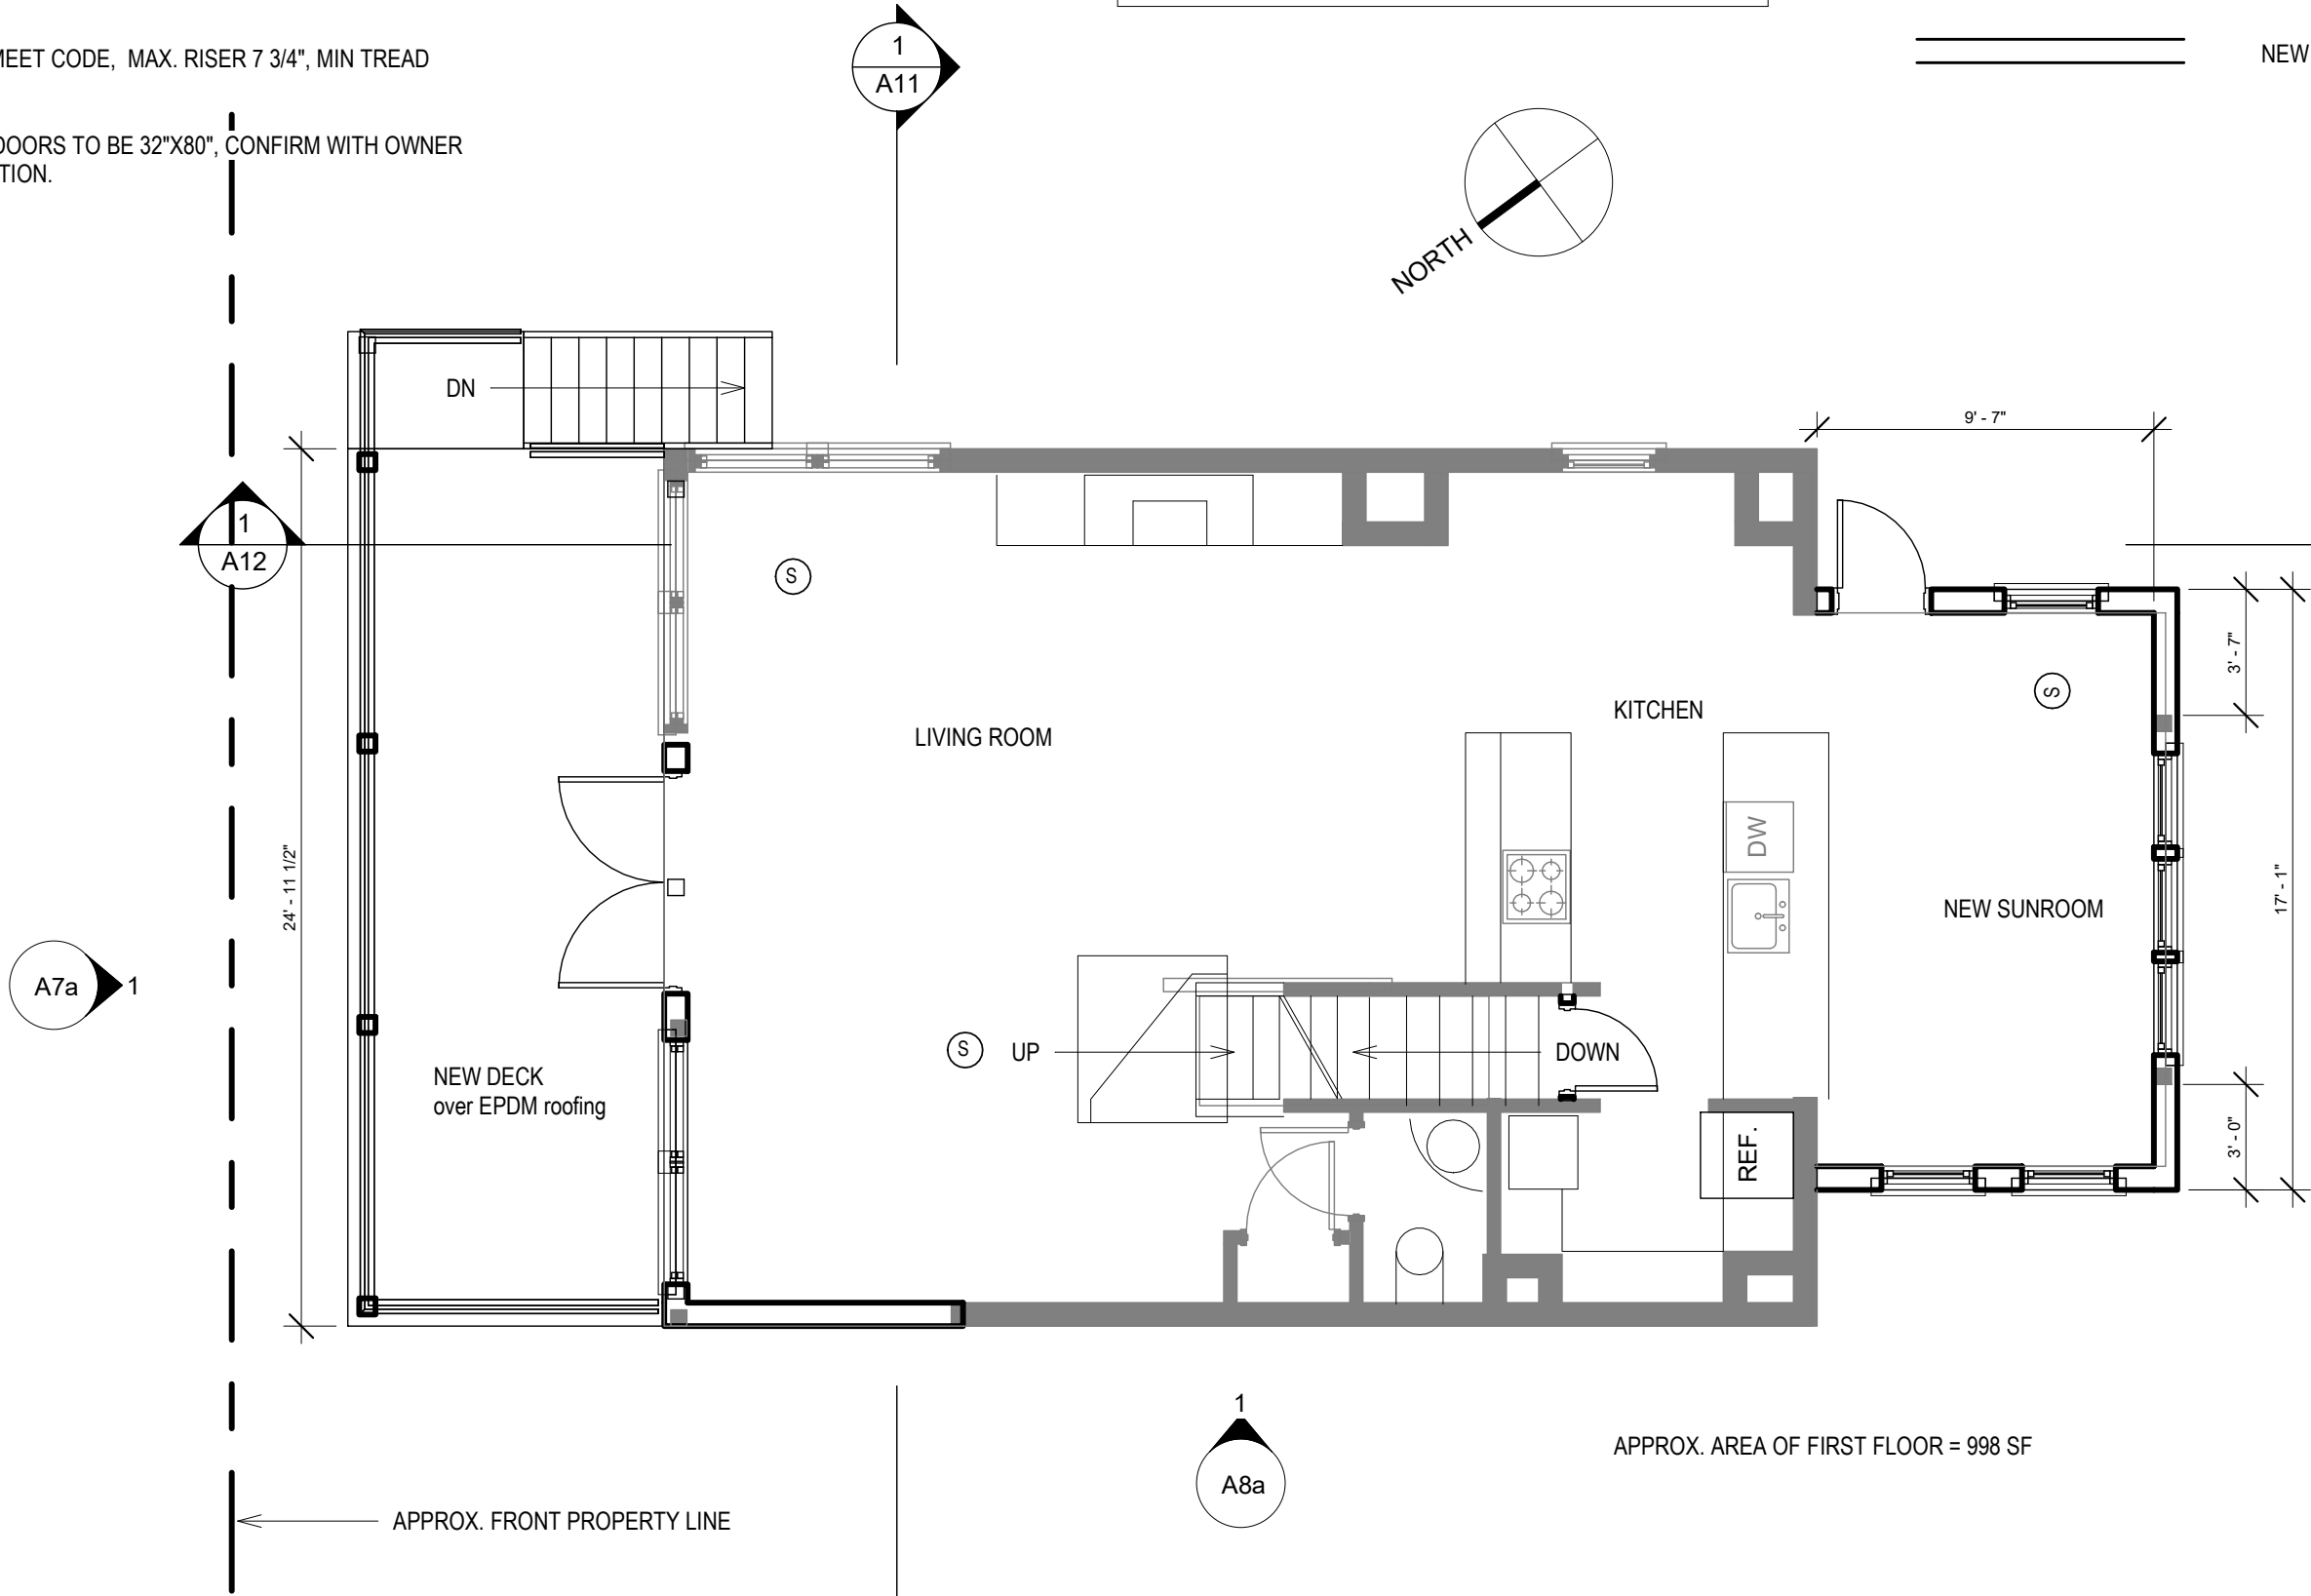 MEET CODE, MAX. RISER 7 3/4", MIN TREAD
DOORS TO BE 32"X80", CONFIRM WITH OWNER
TION.
1
A11
NEW
NORTH
DN
9' - 7"
1
A12
S
S
3' - 7"
KITCHEN
LIVING ROOM
DW
24' - 11 1/2"
17' - 1"
NEW SUNROOM
A7a
1
S
UP
DOWN
NEW DECK
over EPDM roofing
REF.
3' - 0"
1
A8a
APPROX. AREA OF FIRST FLOOR = 998 SF
APPROX. FRONT PROPERTY LINE